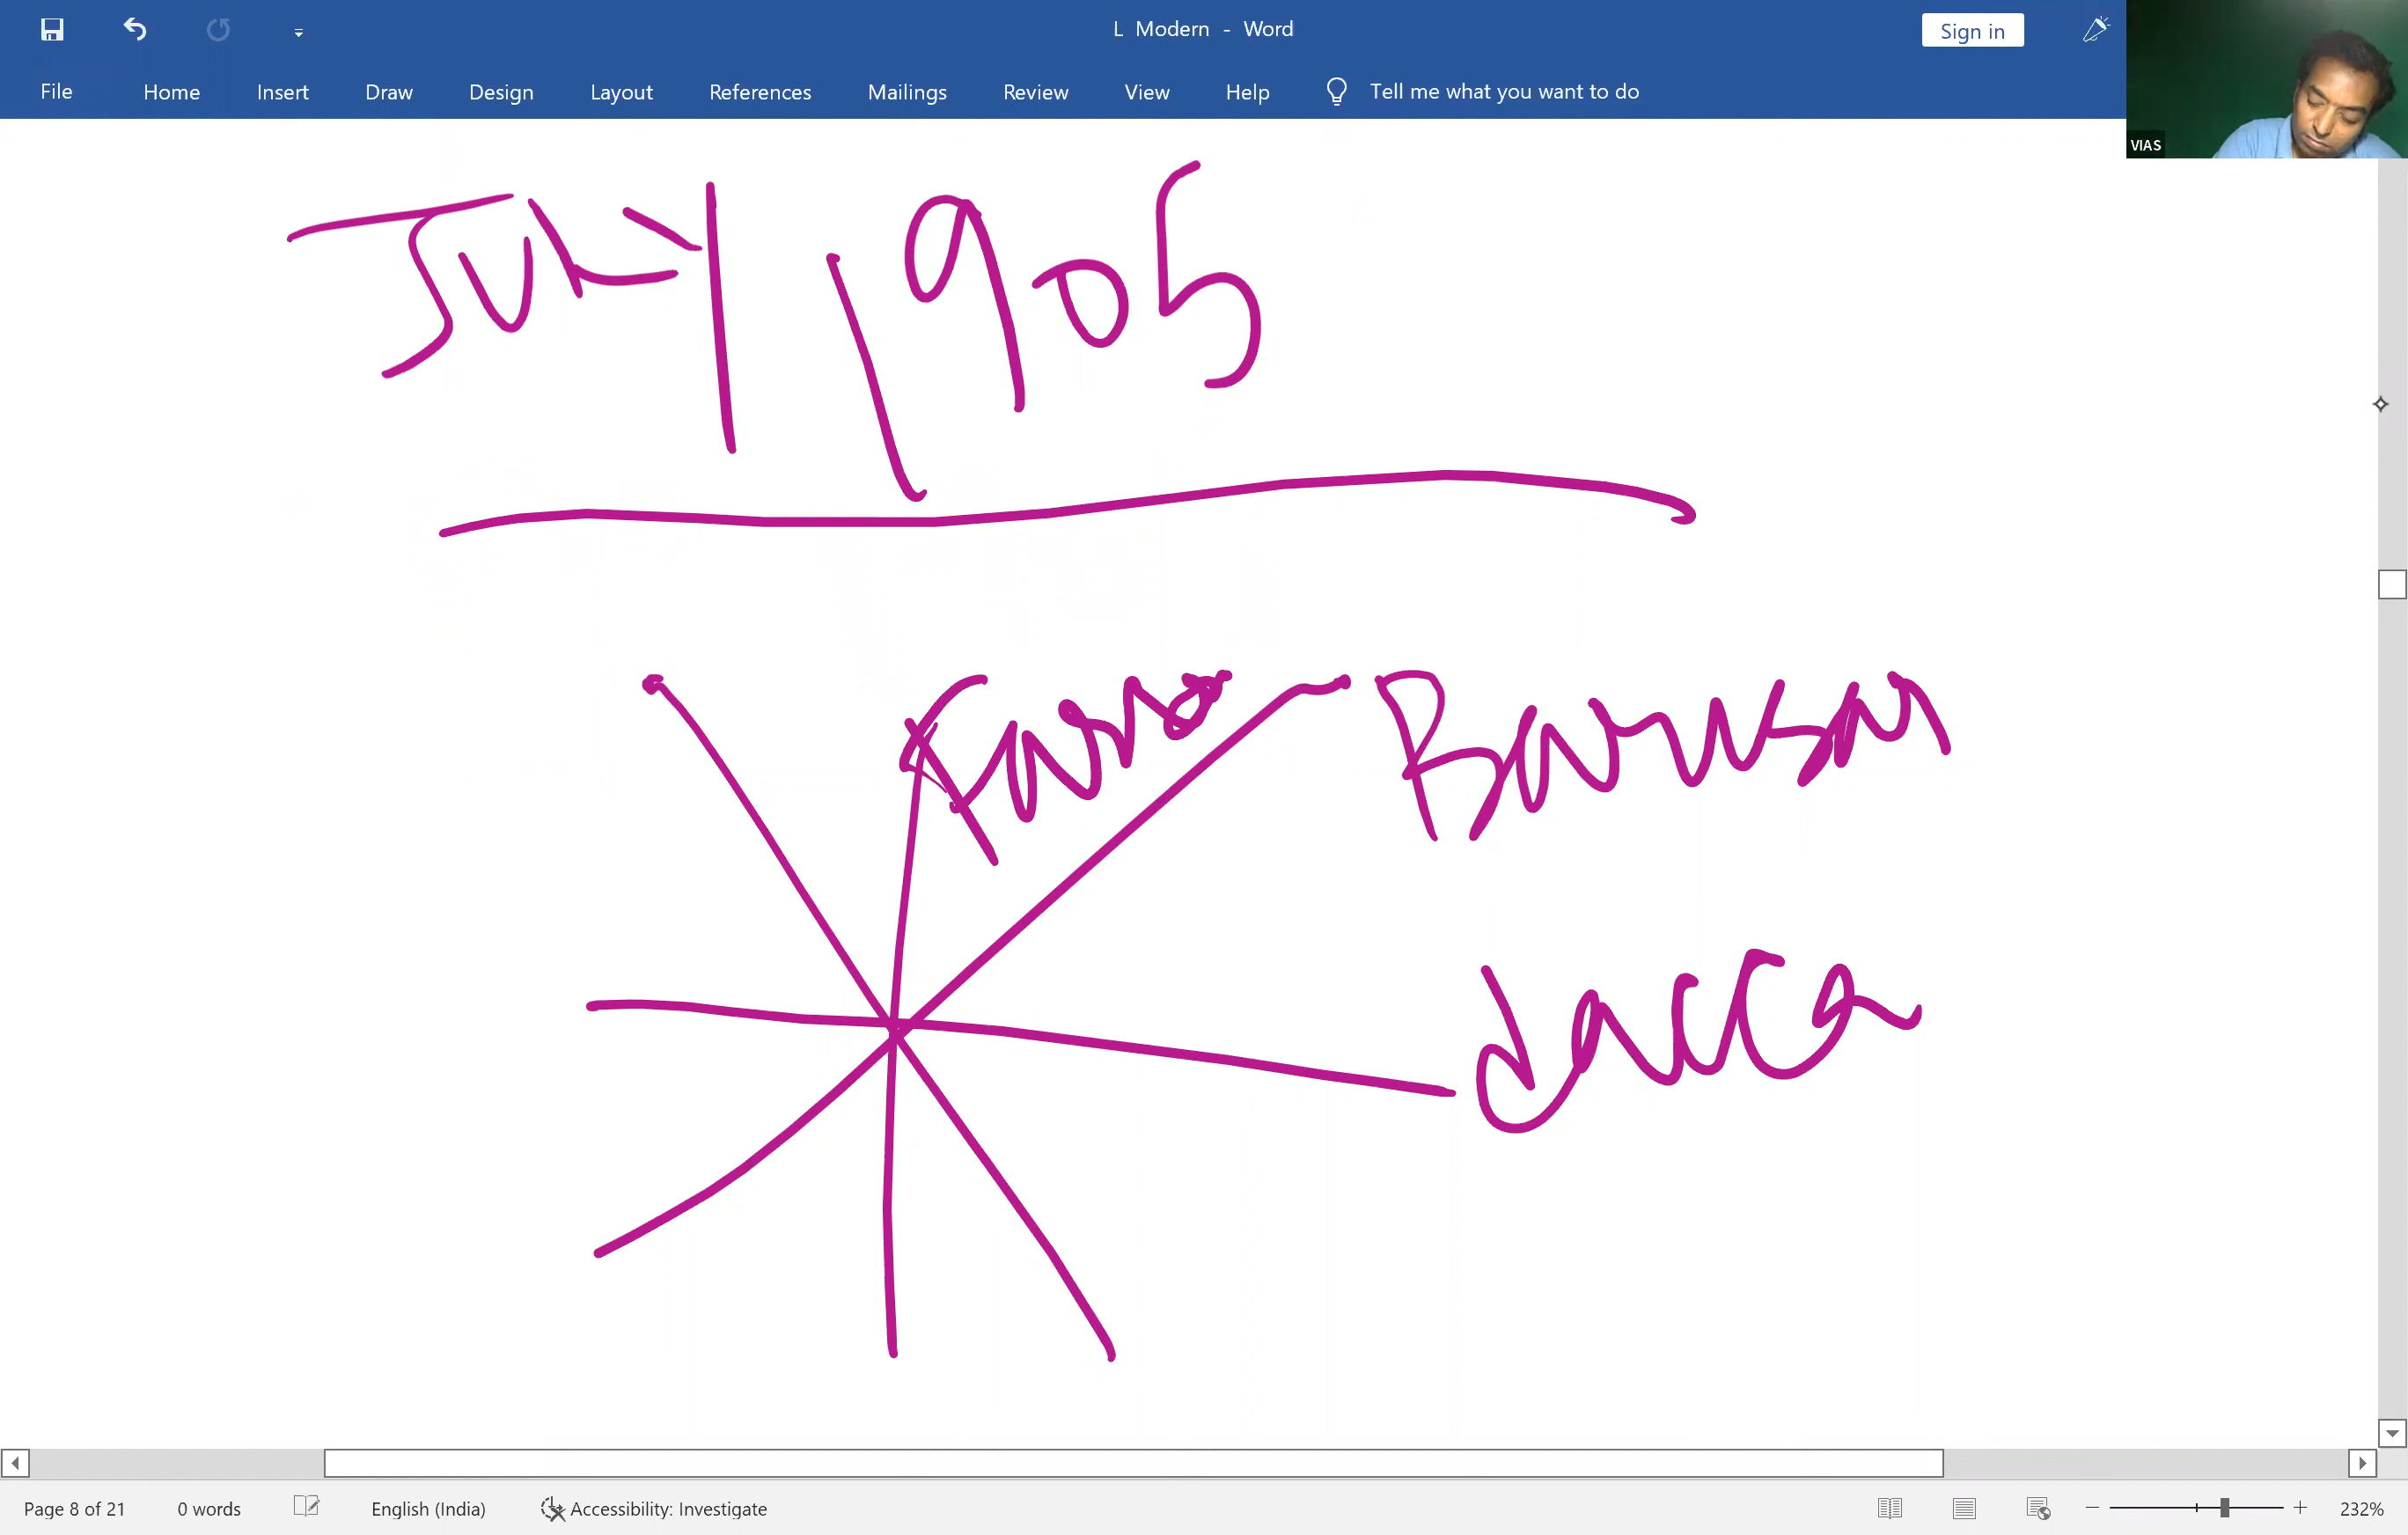 L Modern - Word
Sign in
File Home Insert Draw Design Layout References Mailings Review View Help Tell me what you want to do
VIAS
July 1905
Barisal
dacca
Page 8 of 21 0 words English (India) Accessibility: Investigate 232%